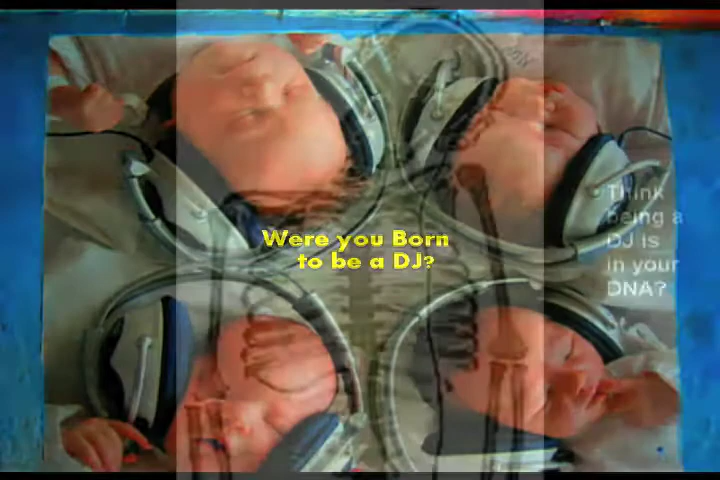 Were you Born
to be a DJ?
Think
being a
DJ is
in your
DNA?